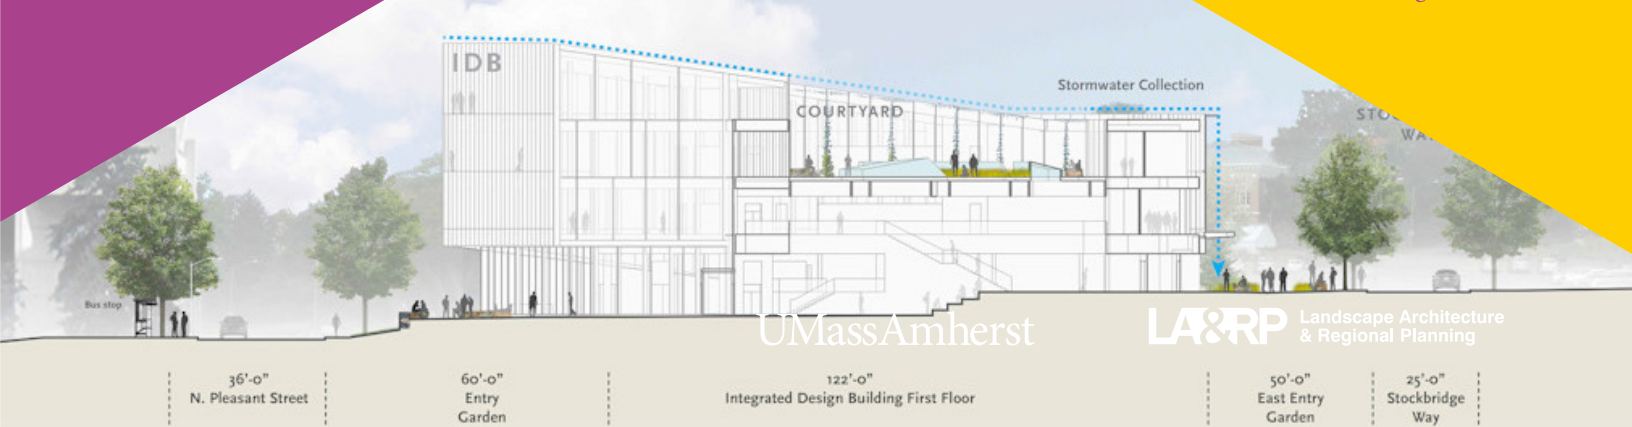 IDB
Stormwater Collection
COURTYARD
Bus stop
UMassAmherst
LA&RP
Landscape Architecture
& Regional Planning
36'-0"
N. Pleasant Street
60'-0"
Entry
Garden
122'-0"
Integrated Design Building First Floor
50'-0"
East Entry
Garden
25'-0"
Stockbridge
Way